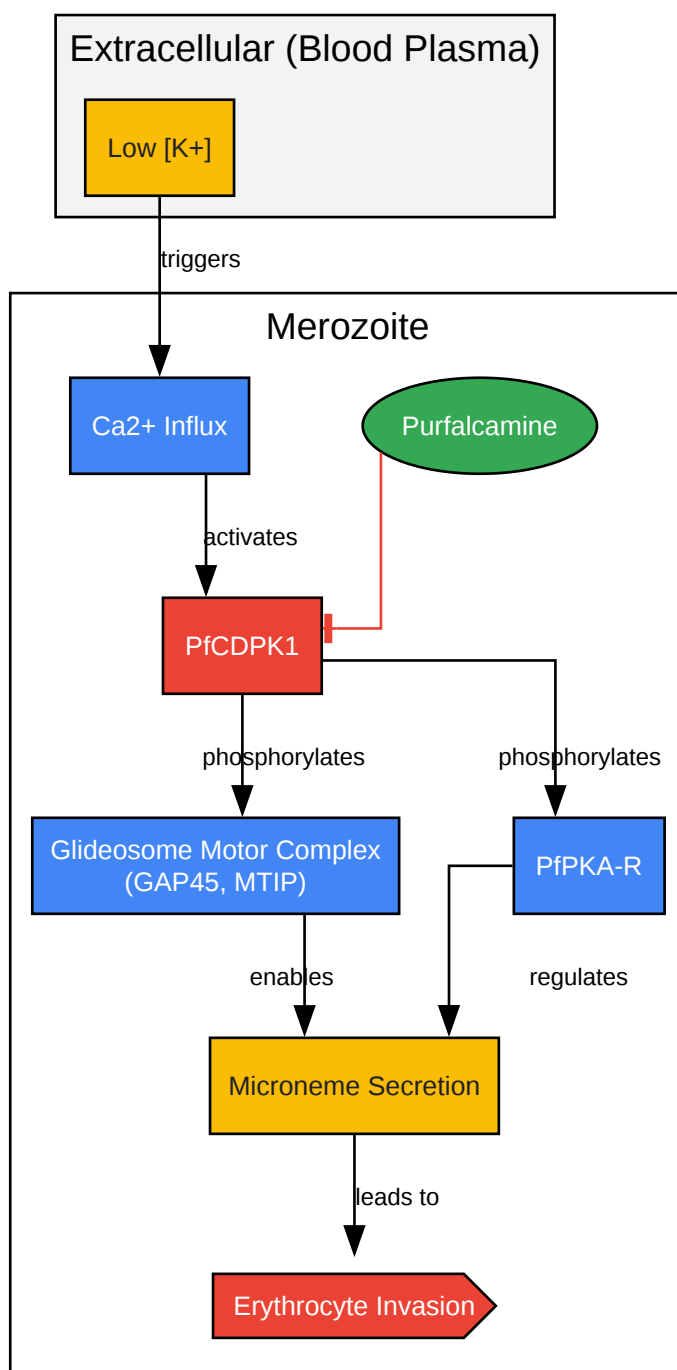 Extracellular (Blood Plasma)
Low [K+]
triggers
Merozoite
Ca2+ Influx
Purfalcamine
activates
PfCDPK1
phosphorylates
phosphorylates
Glideosome Motor Complex
(GAP45, MTIP)
PfPKA-R
enables
regulates
Microneme Secretion
leads to
Erythrocyte Invasion